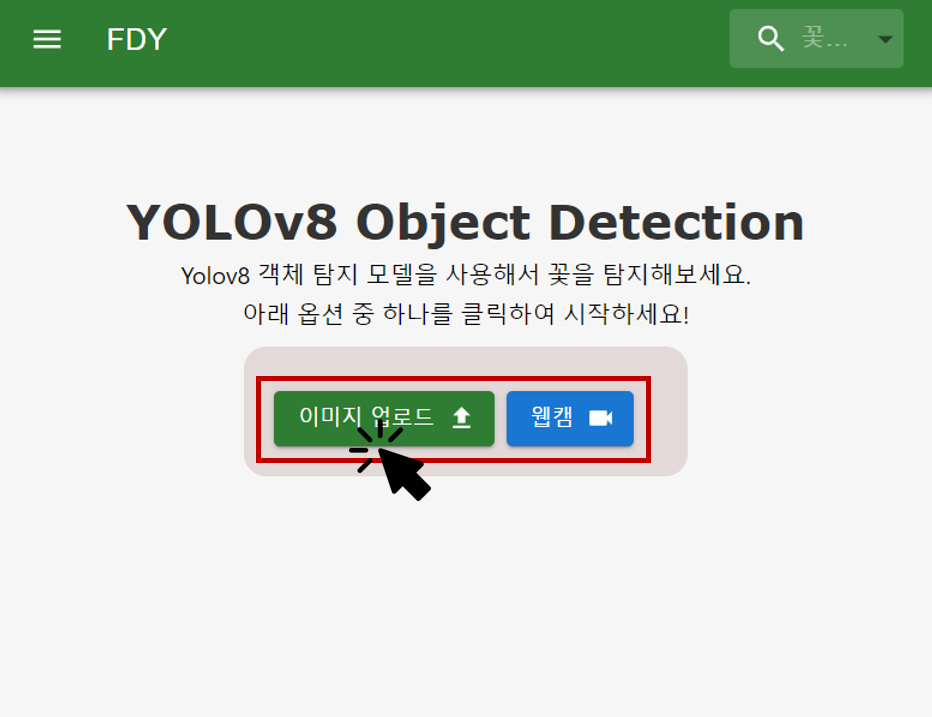 FDY
꽃...
YOLOv8 Object Detection
Yolov8 객체 탐지 모델을 사용해서 꽃을 탐지해보세요.
아래 옵션 중 하나를 클릭하여 시작하세요!
이미지 업로드
웹캠